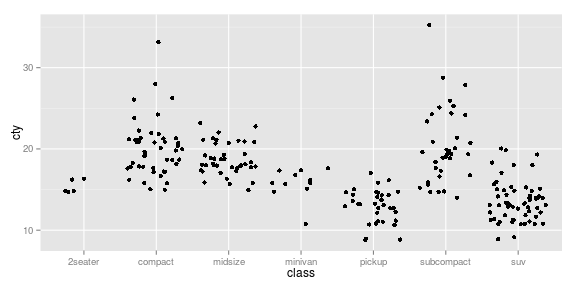 cty
30
20
10
2seater compact midsize minivan pickup subcompact suv
class